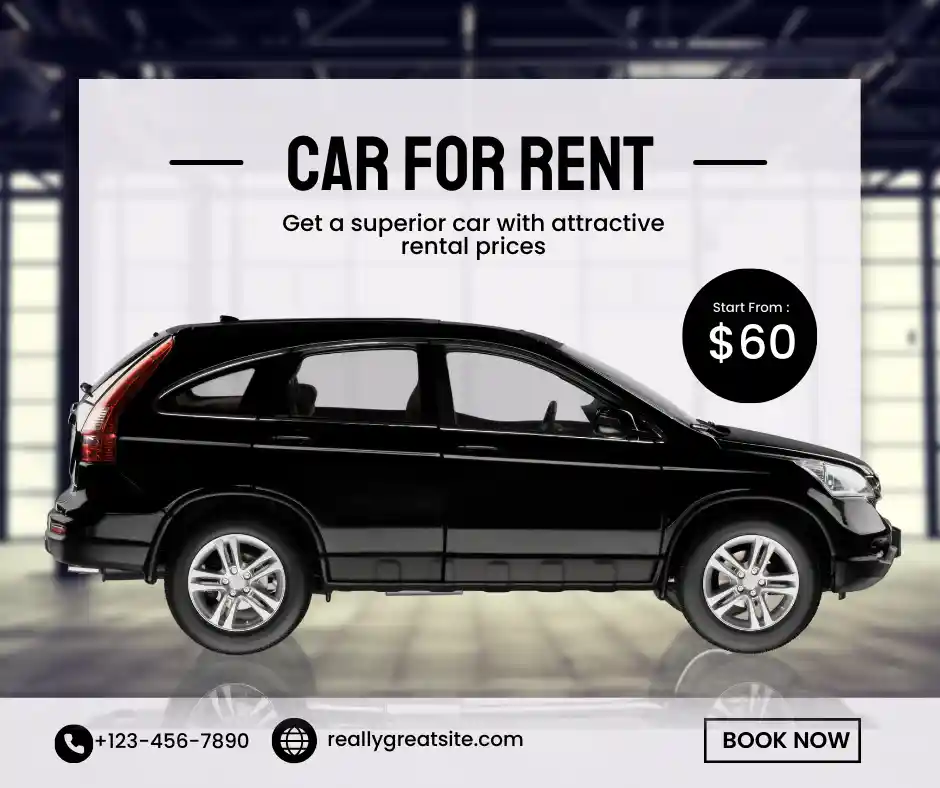 CAR FOR RENT
Get a superior car with attractive
rental prices
Start From :
$60
+123-456-7890
reallygreatsite.com
BOOK NOW